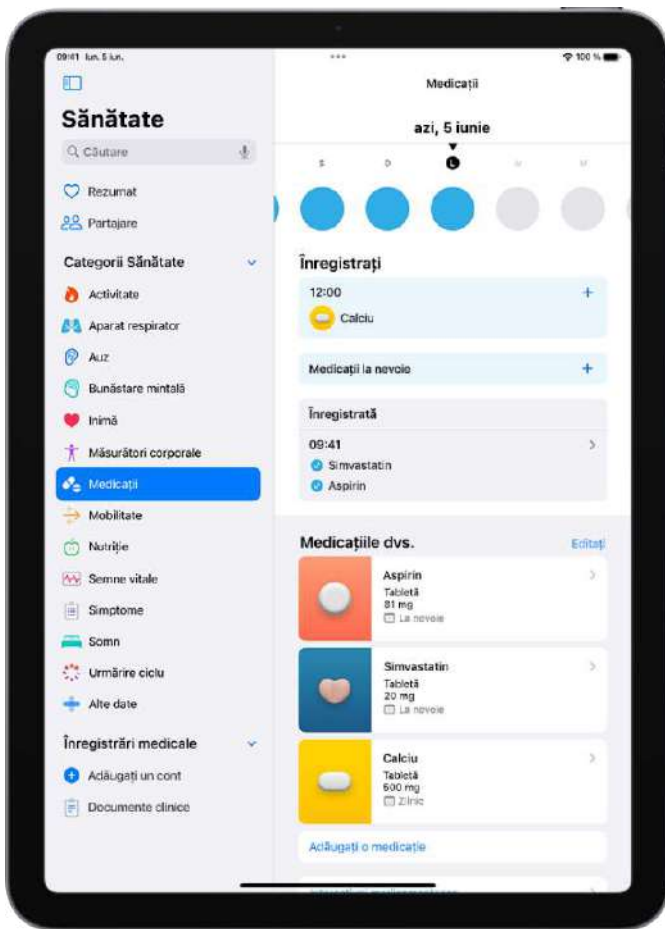 09:41 lun. 5 iun.
100 %
Sănătate
Căutare
Rezumat
Partajare
Categorii Sănătate
Activitate
Aparat respirator
Auz
Bunăstare mintală
Inimă
Măsurători corporale
Medicații
Mobilitate
Nutriție
Semne vitale
Simptome
Somn
Urmărire ciclu
Alte date
Înregistrări medicale
Adăugați un cont
Documente clinice
Medicații
azi, 5 iunie
S D L M M
Înregistrați
12:00
Calciu
Medicații la nevoie
Înregistrată
09:41
Simvastatin
Aspirin
Medicațiile dvs.
Editați
Aspirin
Tabletă
81 mg
La nevoie
Simvastatin
Tabletă
20 mg
La nevoie
Calciu
Tabletă
500 mg
Zilnic
Adăugați o medicație